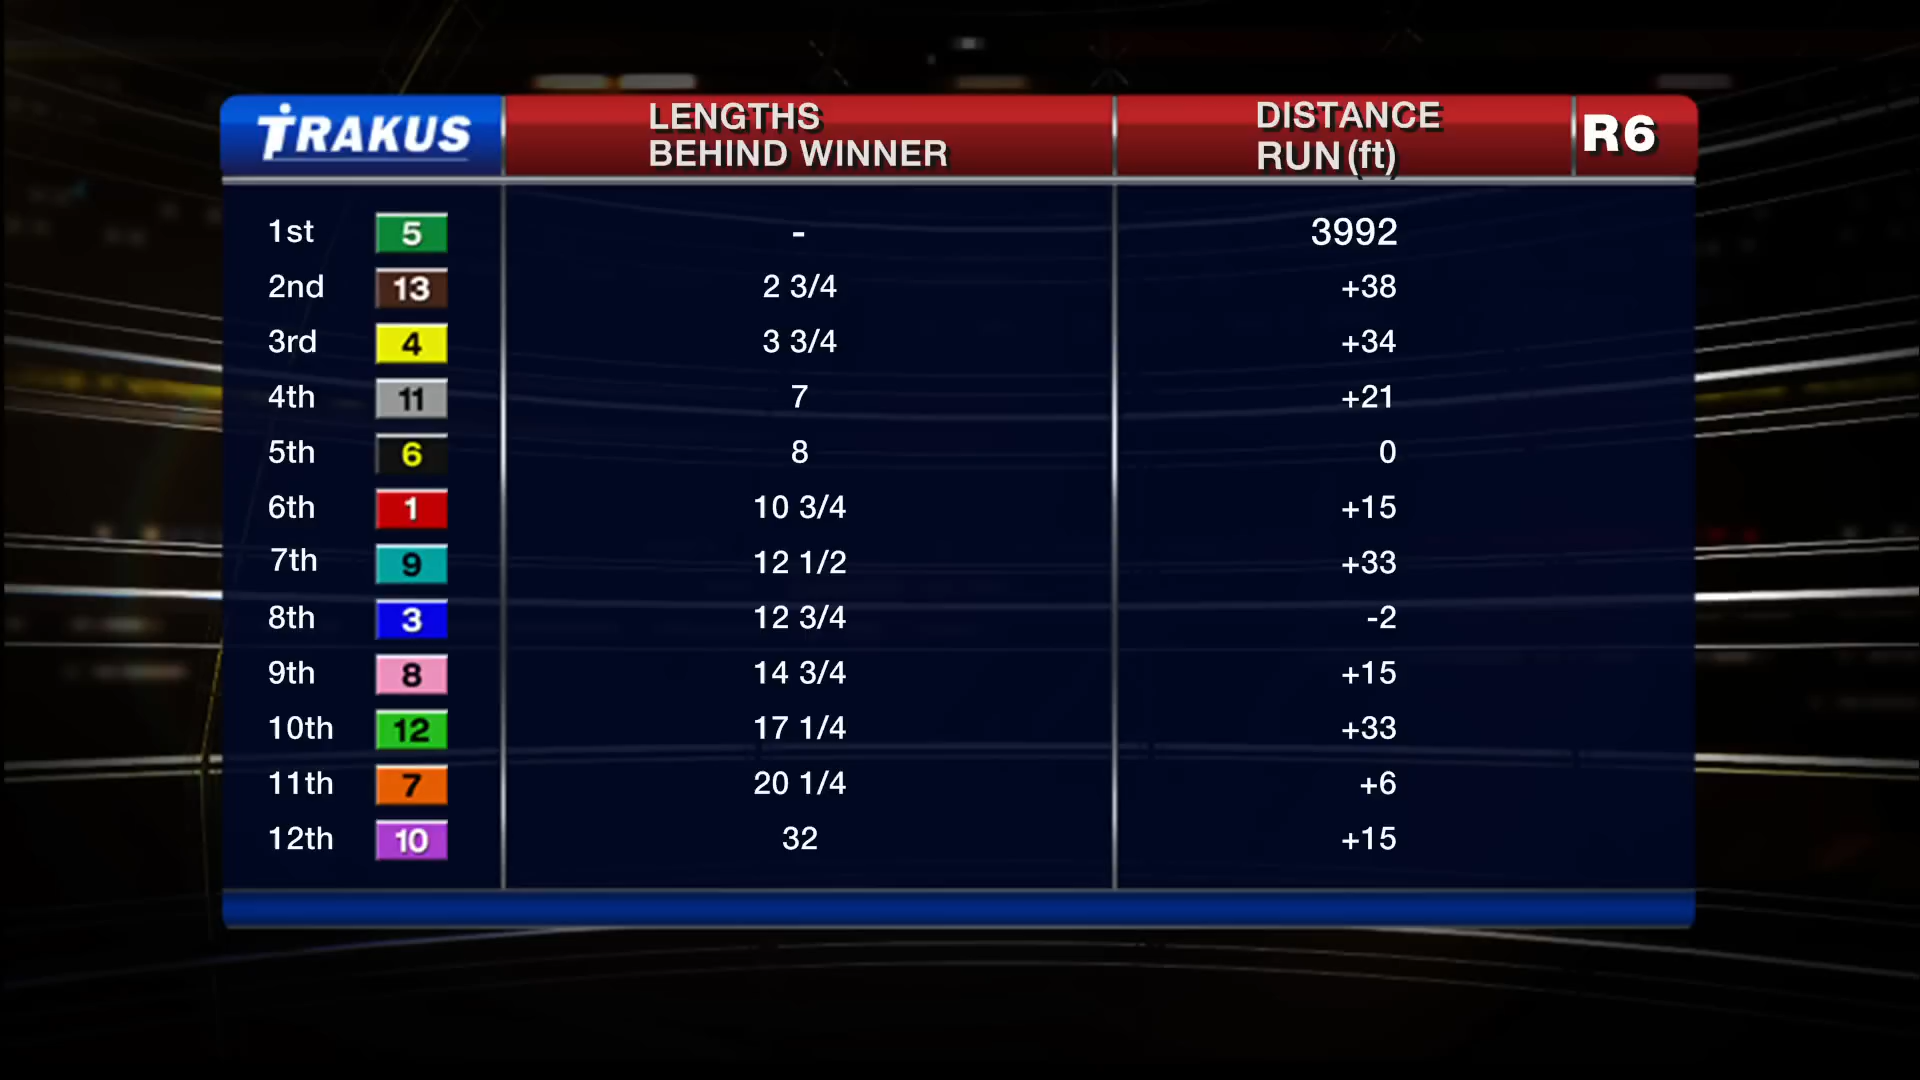 TRAKUS
LENGTHS
BEHIND WINNER
DISTANCE
RUN (ft)
R6
1st 5 - 3992
2nd 13 2 3/4 +38
3rd 4 3 3/4 +34
4th 11 7 +21
5th 6 8 0
6th 1 10 3/4 +15
7th 9 12 1/2 +33
8th 3 12 3/4 -2
9th 8 14 3/4 +15
10th 12 17 1/4 +33
11th 7 20 1/4 +6
12th 10 32 +15